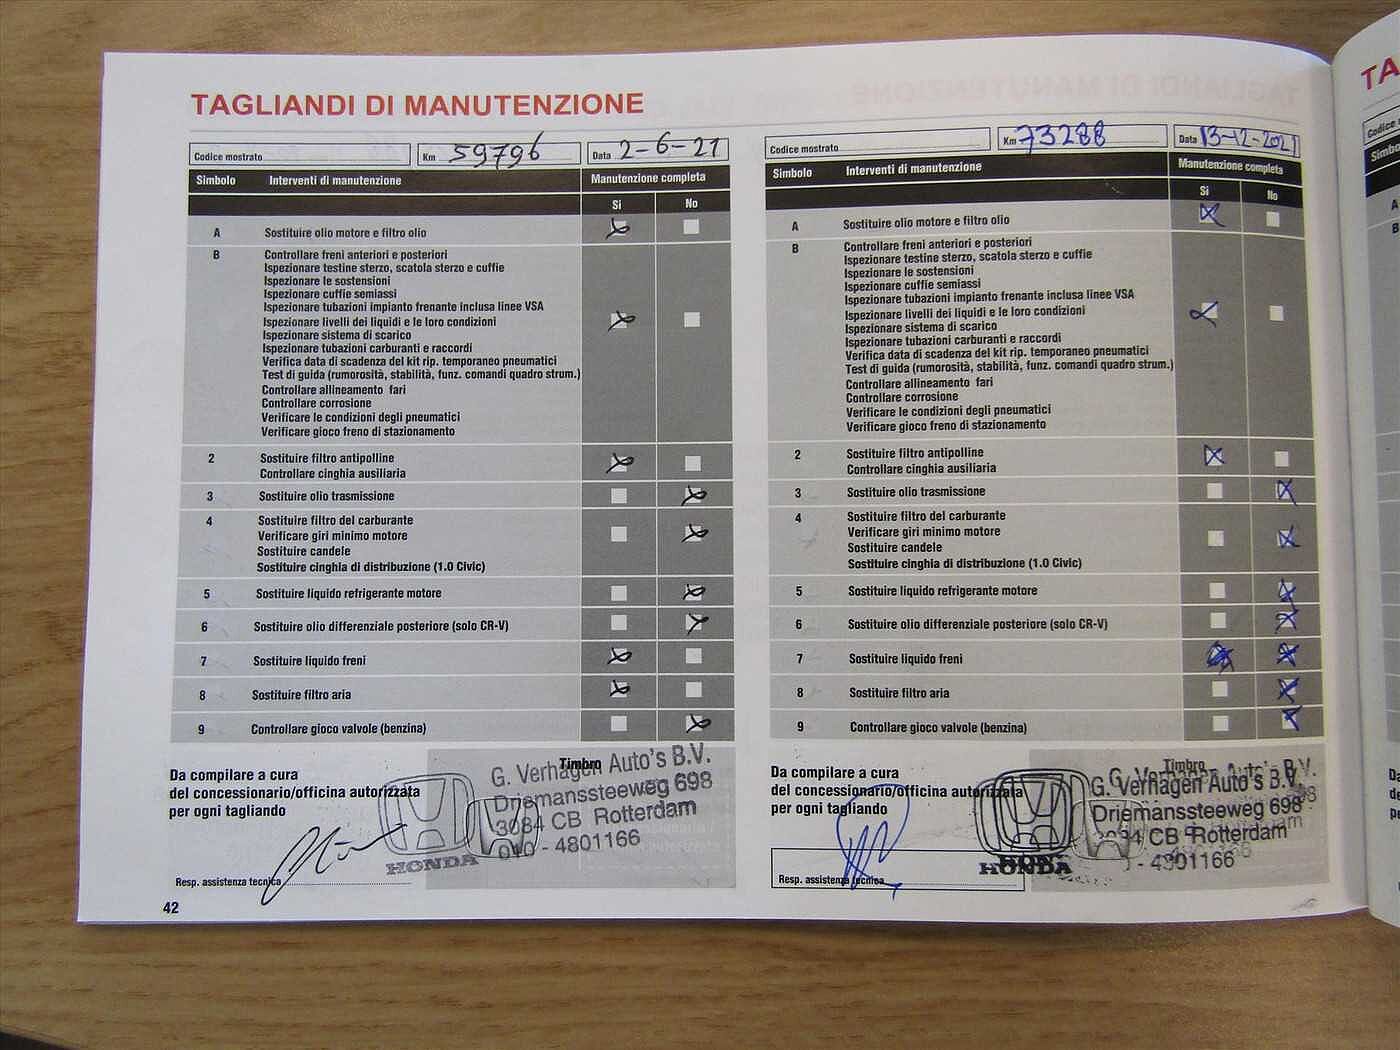 TAGLIANDI DI MANUTENZIONE
Codice mostrato
Km 59796
Data 2-6-21
Simbolo Interventi di manutenzione Manutenzione completa
Si No
A Sostituire olio motore e filtro olio
B Controllare freni anteriori e posteriori
Ispezionare testine sterzo, scatola sterzo e cuffie
Ispezionare le sostensioni
Ispezionare cuffie semiassi
Ispezionare tubazioni impianto frenante inclusa linee VSA
Ispezionare livelli dei liquidi e le loro condizioni
Ispezionare sistema di scarico
Ispezionare tubazioni carburanti e raccordi
Verifica data di scadenza del kit rip. temporaneo pneumatici
Test di guida (rumorosità, stabilità, funz. comandi quadro strum.)
Controllare allineamento fari
Controllare corrosione
Verificare le condizioni degli pneumatici
Verificare gioco freno di stazionamento
2 Sostituire filtro antipolline
Controllare cinghia ausiliaria
3 Sostituire olio trasmissione
4 Sostituire filtro del carburante
Verificare giri minimo motore
Sostituire candele
Sostituire cinghia di distribuzione (1.0 Civic)
5 Sostituire liquido refrigerante motore
6 Sostituire olio differenziale posteriore (solo CR-V)
7 Sostituire liquido freni
8 Sostituire filtro aria
9 Controllare gioco valvole (benzina)
Da compilare a cura
del concessionario/officina autorizzata
per ogni tagliando
Timbro
G. Verhagen Auto's B.V.
Driemanssteeweg 698
3084 CB Rotterdam
010 - 4801166
HONDA
Resp. assistenza tecnica
42
Codice mostrato
Km 73288
Data 13-12-2021
Simbolo Interventi di manutenzione Manutenzione completa
Si No
A Sostituire olio motore e filtro olio
B Controllare freni anteriori e posteriori
Ispezionare testine sterzo, scatola sterzo e cuffie
Ispezionare le sostensioni
Ispezionare cuffie semiassi
Ispezionare tubazioni impianto frenante inclusa linee VSA
Ispezionare livelli dei liquidi e le loro condizioni
Ispezionare sistema di scarico
Ispezionare tubazioni carburanti e raccordi
Verifica data di scadenza del kit rip. temporaneo pneumatici
Test di guida (rumorosità, stabilità, funz. comandi quadro strum.)
Controllare allineamento fari
Controllare corrosione
Verificare le condizioni degli pneumatici
Verificare gioco freno di stazionamento
2 Sostituire filtro antipolline
Controllare cinghia ausiliaria
3 Sostituire olio trasmissione
4 Sostituire filtro del carburante
Verificare giri minimo motore
Sostituire candele
Sostituire cinghia di distribuzione (1.0 Civic)
5 Sostituire liquido refrigerante motore
6 Sostituire olio differenziale posteriore (solo CR-V)
7 Sostituire liquido freni
8 Sostituire filtro aria
9 Controllare gioco valvole (benzina)
Da compilare a cura
del concessionario/officina autorizzata
per ogni tagliando
Timbro
G. Verhagen Auto's B.V.
Driemanssteeweg 698
CB Rotterdam
- 4801166
HONDA
Resp. assistenza tecnica
TA
Codice
Simbo
A
B